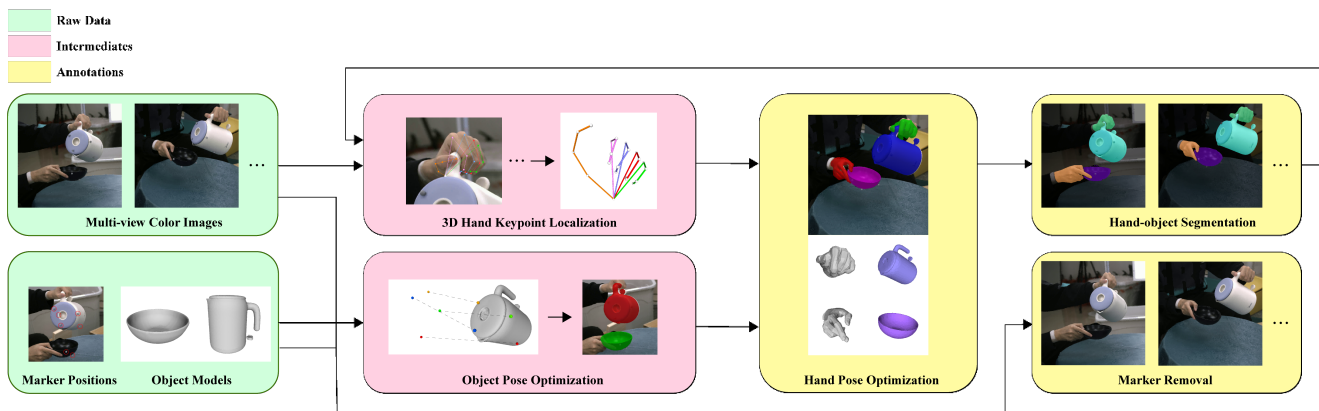 Raw Data
Intermediates
Annotations
...
Multi-view Color Images
...
3D Hand Keypoint Localization
Hand Pose Optimization
...
Hand-object Segmentation
Marker Positions
Object Models
Object Pose Optimization
...
Marker Removal